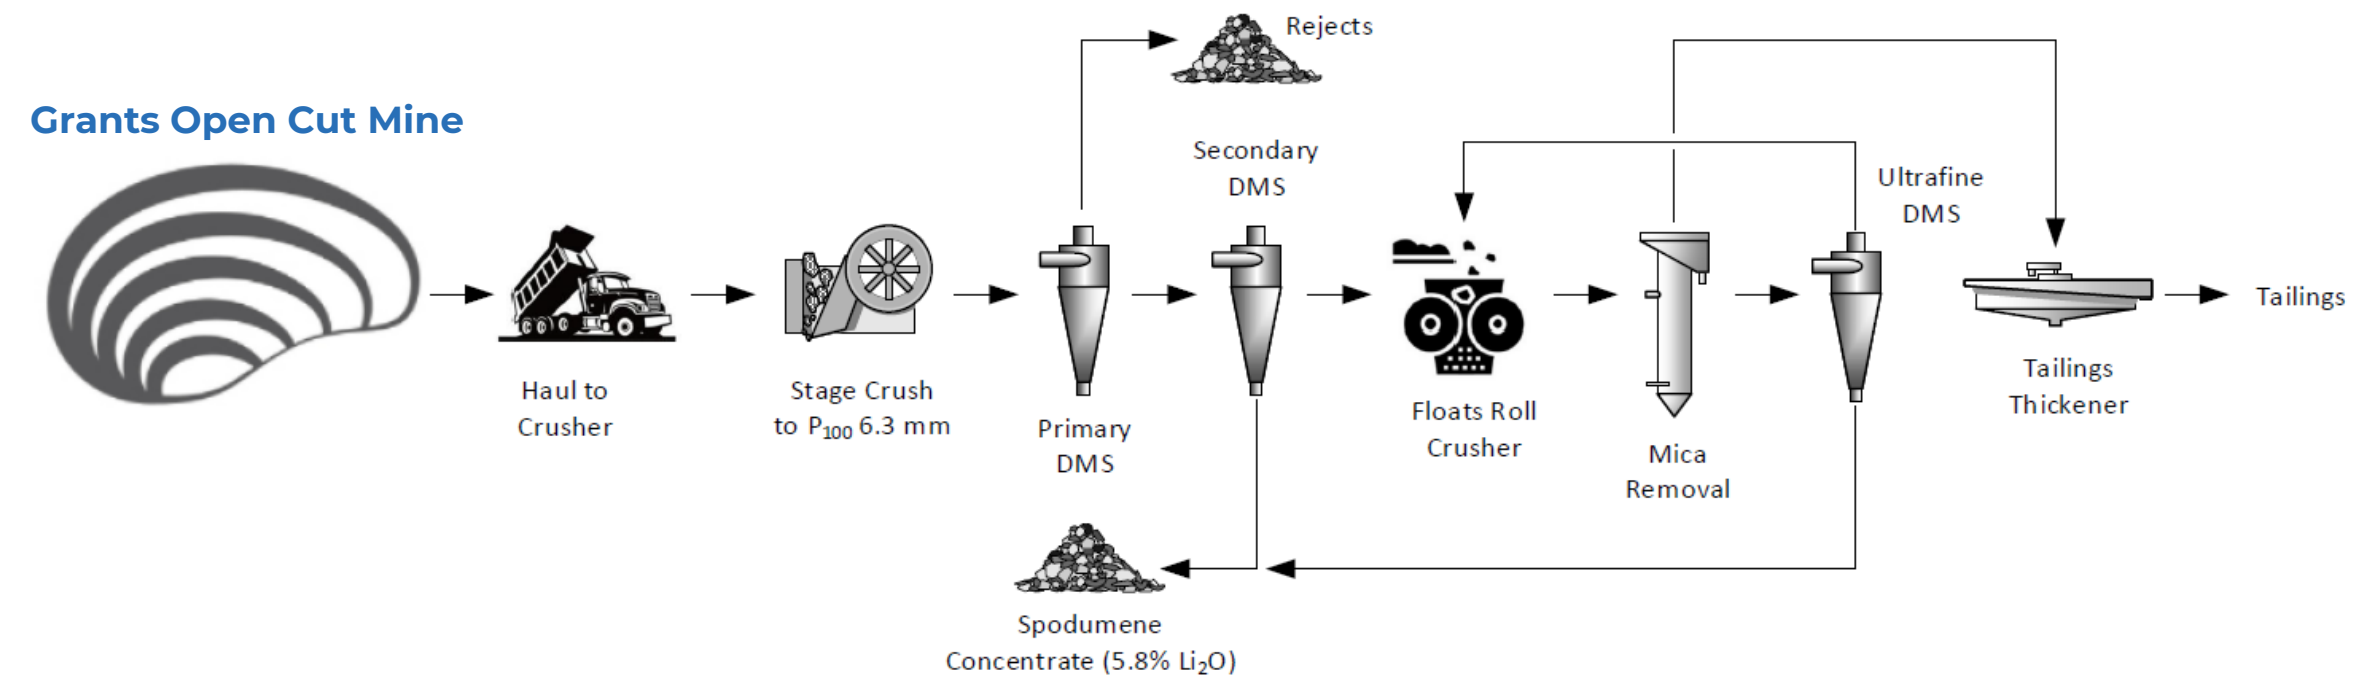 Grants Open Cut Mine
Rejects
Secondary
DMS
Ultrafine
DMS
Haul to
Crusher
Stage Crush
to P₁₀₀ 6.3 mm
Primary
DMS
Floats Roll
Crusher
Mica
Removal
Tailings
Thickener
Tailings
Spodumene
Concentrate (5.8% Li₂O)